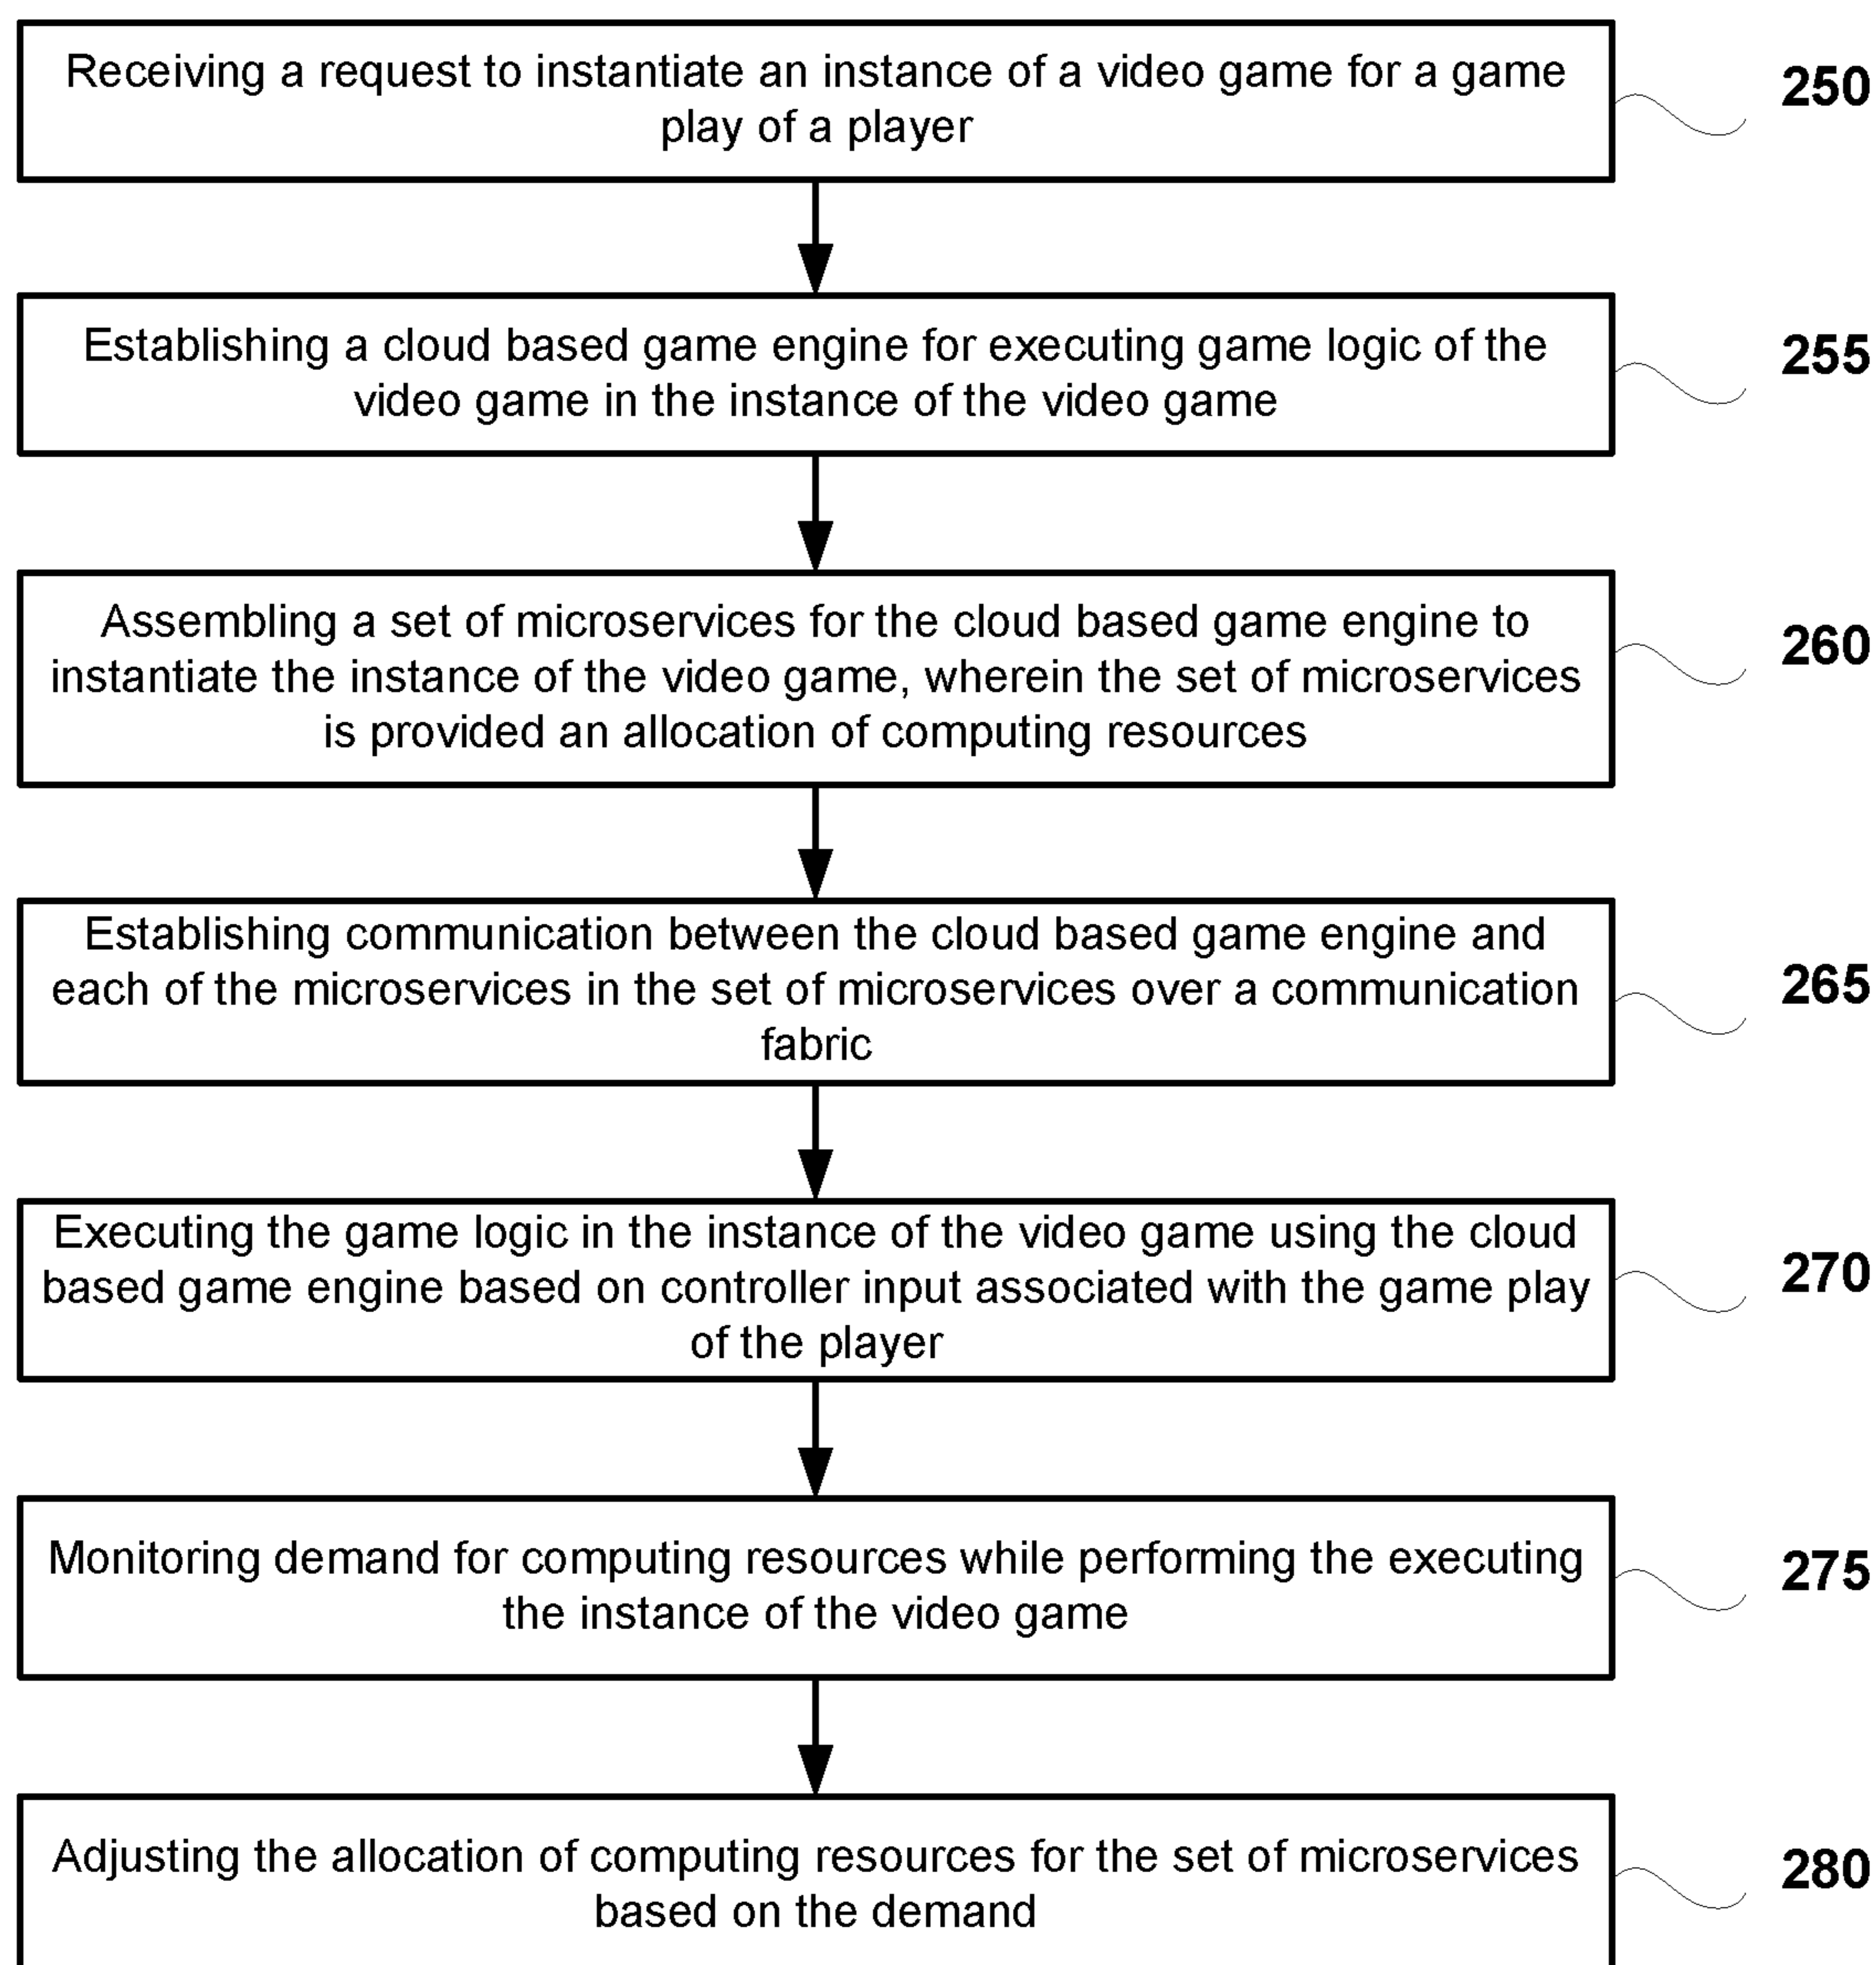 Receiving a request to instantiate an instance of a video game for a game
play of a player
250
Establishing a cloud based game engine for executing game logic of the
video game in the instance of the video game
255
Assembling a set of microservices for the cloud based game engine to
instantiate the instance of the video game, wherein the set of microservices
is provided an allocation of computing resources
260
Establishing communication between the cloud based game engine and
each of the microservices in the set of microservices over a communication
fabric
265
Executing the game logic in the instance of the video game using the cloud
based game engine based on controller input associated with the game play
of the player
270
Monitoring demand for computing resources while performing the executing
the instance of the video game
275
Adjusting the allocation of computing resources for the set of microservices
based on the demand
280